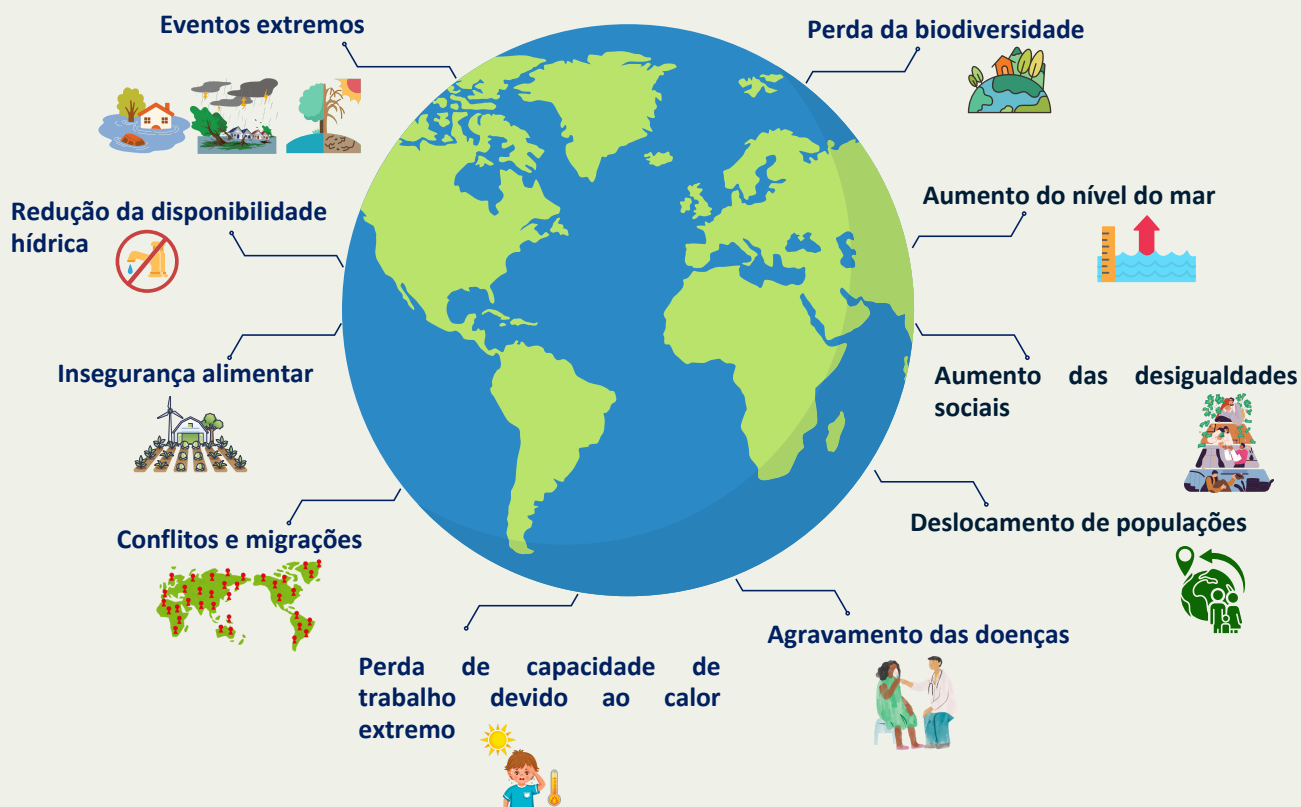 Eventos extremos
Perda da biodiversidade
Redução da disponibilidade
hídrica
Aumento do nível do mar
Insegurança alimentar
Aumento das desigualdades
sociais
Conflitos e migrações
Deslocamento de populações
Perda de capacidade de
trabalho devido ao calor
extremo
Agravamento das doenças